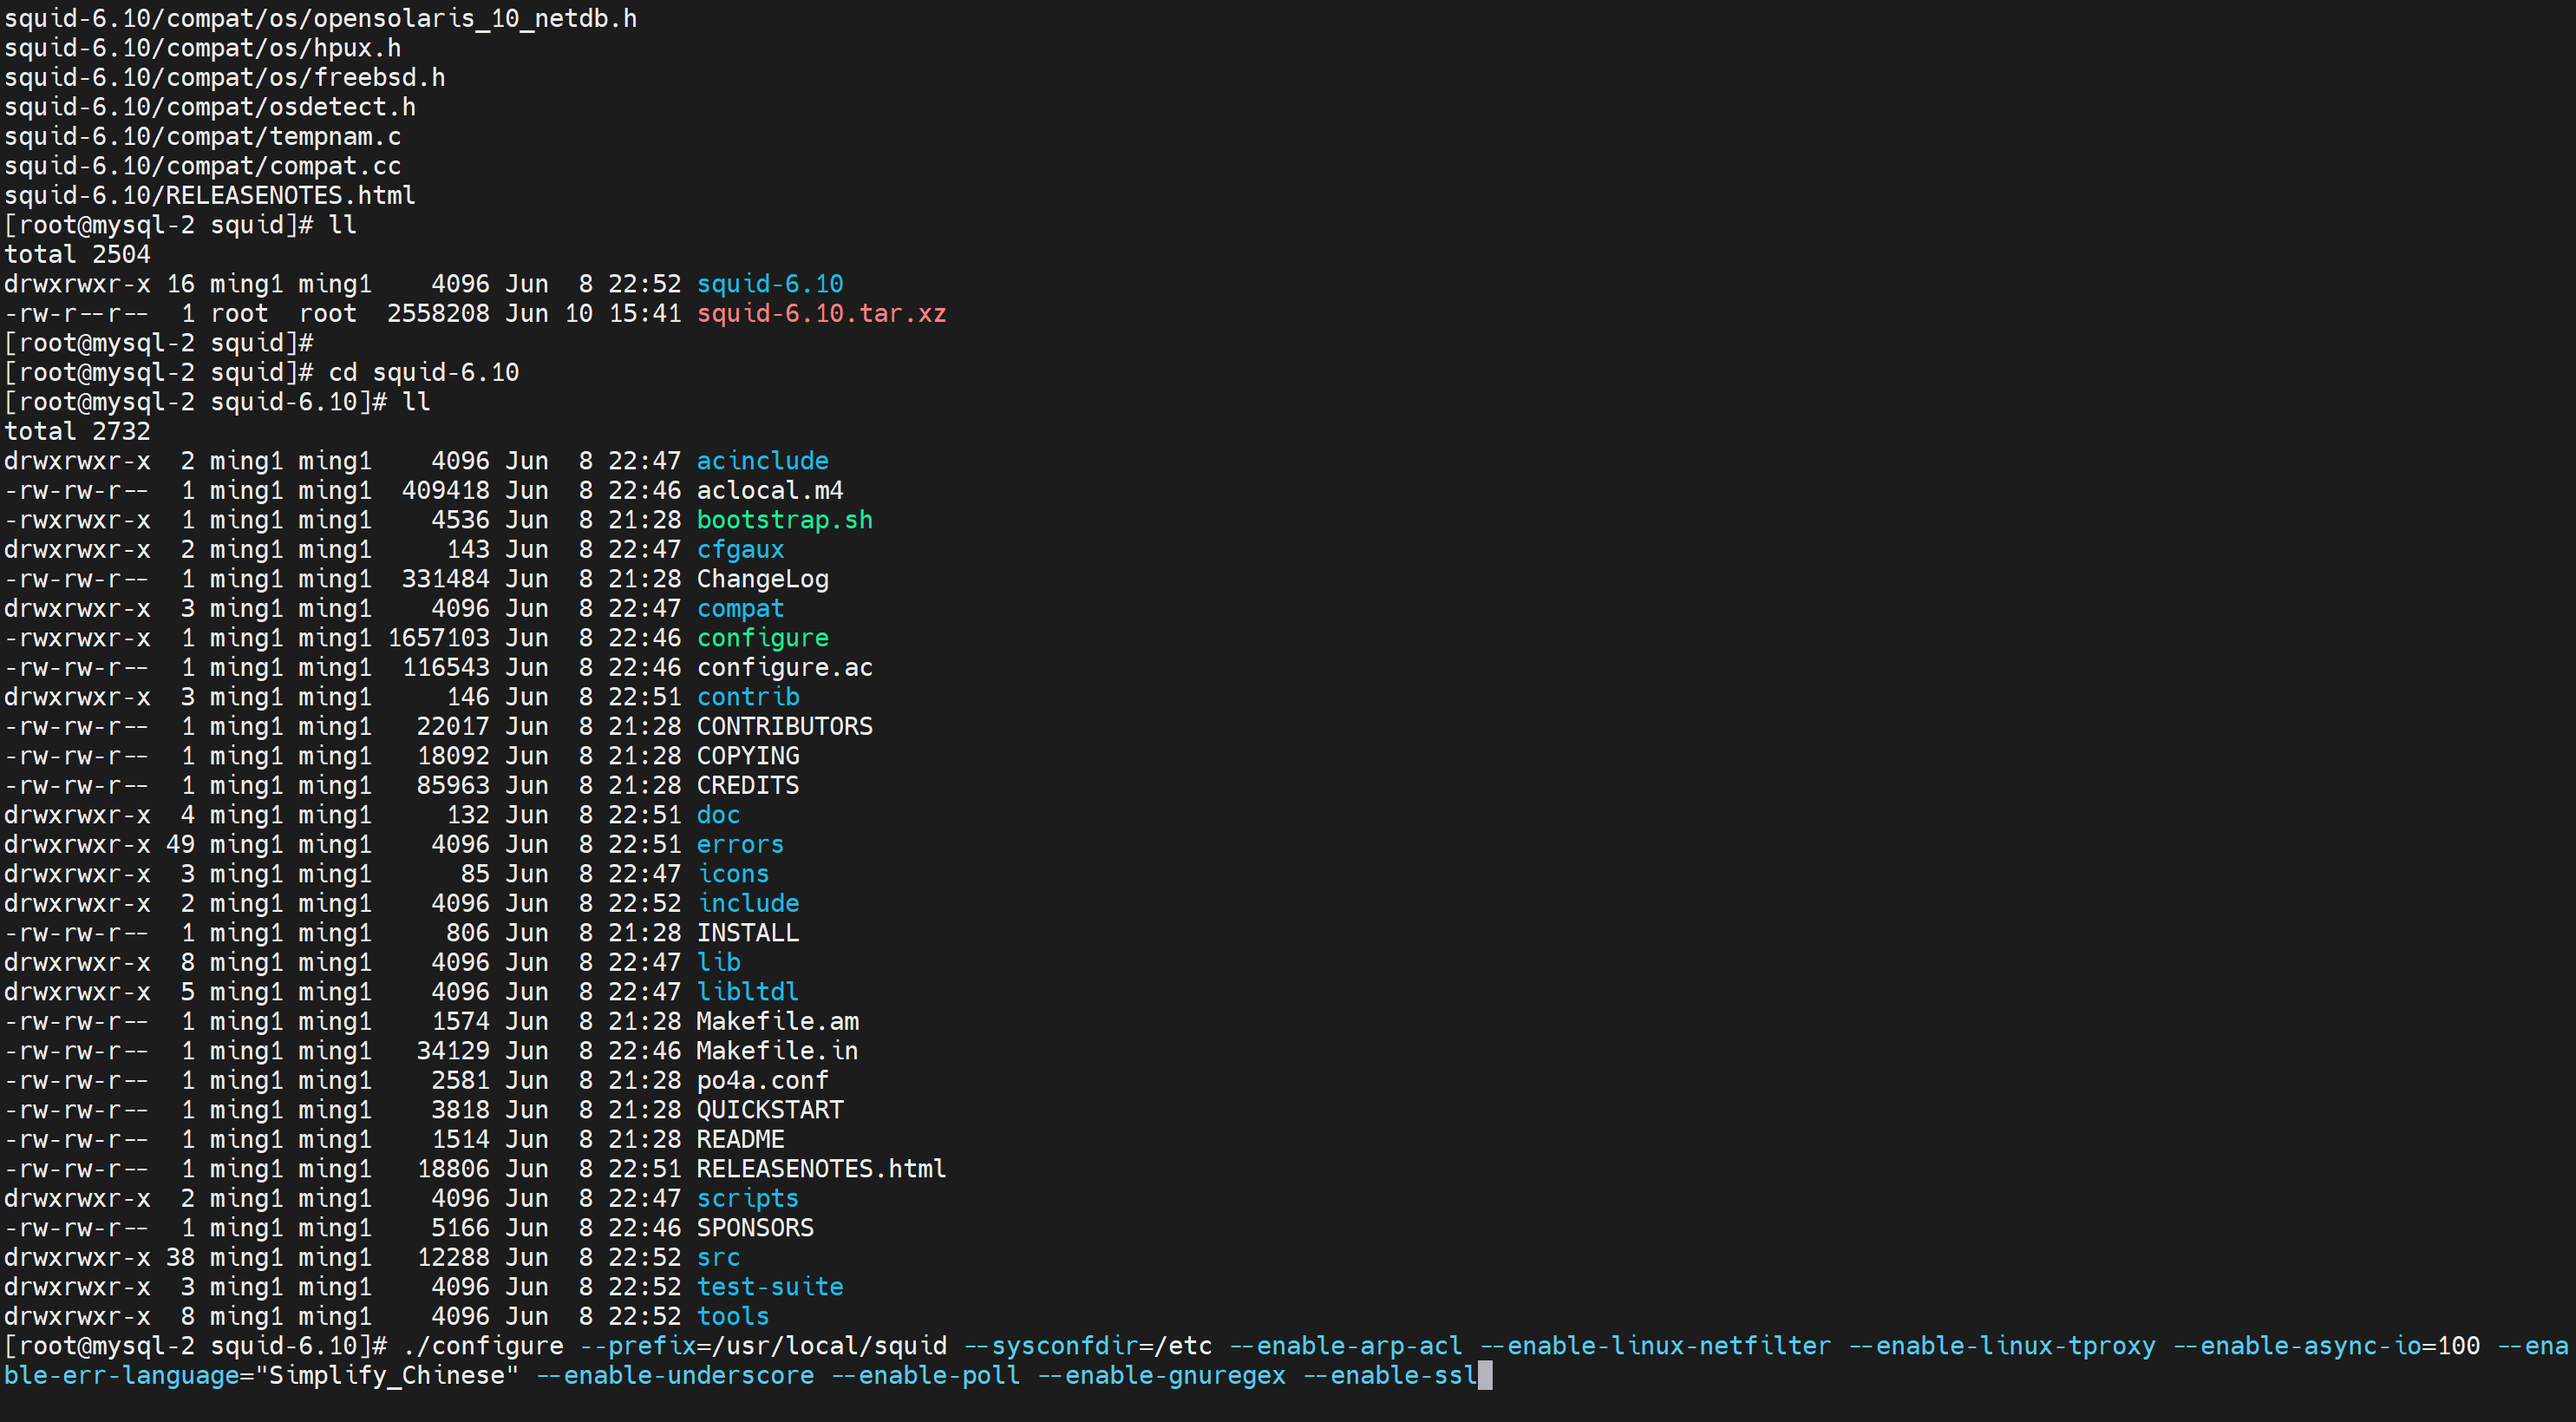 squid-6.10/compat/os/opensolaris_10_netdb.h
squid-6.10/compat/os/hpux.h
squid-6.10/compat/os/freebsd.h
squid-6.10/compat/osdetect.h
squid-6.10/compat/tempnam.c
squid-6.10/compat/compat.cc
squid-6.10/RELEASENOTES.html
[root@mysql-2 squid]# ll
total 2504
drwxrwxr-x 16 ming1 ming1    4096 Jun  8 22:52 squid-6.10
-rw-r--r--  1 root  root  2558208 Jun 10 15:41 squid-6.10.tar.xz
[root@mysql-2 squid]#
[root@mysql-2 squid]# cd squid-6.10
[root@mysql-2 squid-6.10]# ll
total 2732
drwxrwxr-x  2 ming1 ming1    4096 Jun  8 22:47 acinclude
-rw-rw-r--  1 ming1 ming1  409418 Jun  8 22:46 aclocal.m4
-rwxrwxr-x  1 ming1 ming1    4536 Jun  8 21:28 bootstrap.sh
drwxrwxr-x  2 ming1 ming1     143 Jun  8 22:47 cfgaux
-rw-rw-r--  1 ming1 ming1  331484 Jun  8 21:28 ChangeLog
drwxrwxr-x  3 ming1 ming1    4096 Jun  8 22:47 compat
-rwxrwxr-x  1 ming1 ming1 1657103 Jun  8 22:46 configure
-rw-rw-r--  1 ming1 ming1  116543 Jun  8 22:46 configure.ac
drwxrwxr-x  3 ming1 ming1     146 Jun  8 22:51 contrib
-rw-rw-r--  1 ming1 ming1   22017 Jun  8 21:28 CONTRIBUTORS
-rw-rw-r--  1 ming1 ming1   18092 Jun  8 21:28 COPYING
-rw-rw-r--  1 ming1 ming1   85963 Jun  8 21:28 CREDITS
drwxrwxr-x  4 ming1 ming1     132 Jun  8 22:51 doc
drwxrwxr-x 49 ming1 ming1    4096 Jun  8 22:51 errors
drwxrwxr-x  3 ming1 ming1      85 Jun  8 22:47 icons
drwxrwxr-x  2 ming1 ming1    4096 Jun  8 22:52 include
-rw-rw-r--  1 ming1 ming1     806 Jun  8 21:28 INSTALL
drwxrwxr-x  8 ming1 ming1    4096 Jun  8 22:47 lib
drwxrwxr-x  5 ming1 ming1    4096 Jun  8 22:47 libltdl
-rw-rw-r--  1 ming1 ming1    1574 Jun  8 21:28 Makefile.am
-rw-rw-r--  1 ming1 ming1   34129 Jun  8 22:46 Makefile.in
-rw-rw-r--  1 ming1 ming1    2581 Jun  8 21:28 po4a.conf
-rw-rw-r--  1 ming1 ming1    3818 Jun  8 21:28 QUICKSTART
-rw-rw-r--  1 ming1 ming1    1514 Jun  8 21:28 README
-rw-rw-r--  1 ming1 ming1   18806 Jun  8 22:51 RELEASENOTES.html
drwxrwxr-x  2 ming1 ming1    4096 Jun  8 22:47 scripts
-rw-rw-r--  1 ming1 ming1    5166 Jun  8 22:46 SPONSORS
drwxrwxr-x 38 ming1 ming1   12288 Jun  8 22:52 src
drwxrwxr-x  3 ming1 ming1    4096 Jun  8 22:52 test-suite
drwxrwxr-x  8 ming1 ming1    4096 Jun  8 22:52 tools
[root@mysql-2 squid-6.10]# ./configure --prefix=/usr/local/squid --sysconfdir=/etc --enable-arp-acl --enable-linux-netfilter --enable-linux-tproxy --enable-async-io=100 --ena
ble-err-language="Simplify_Chinese" --enable-underscore --enable-poll --enable-gnuregex --enable-ssl